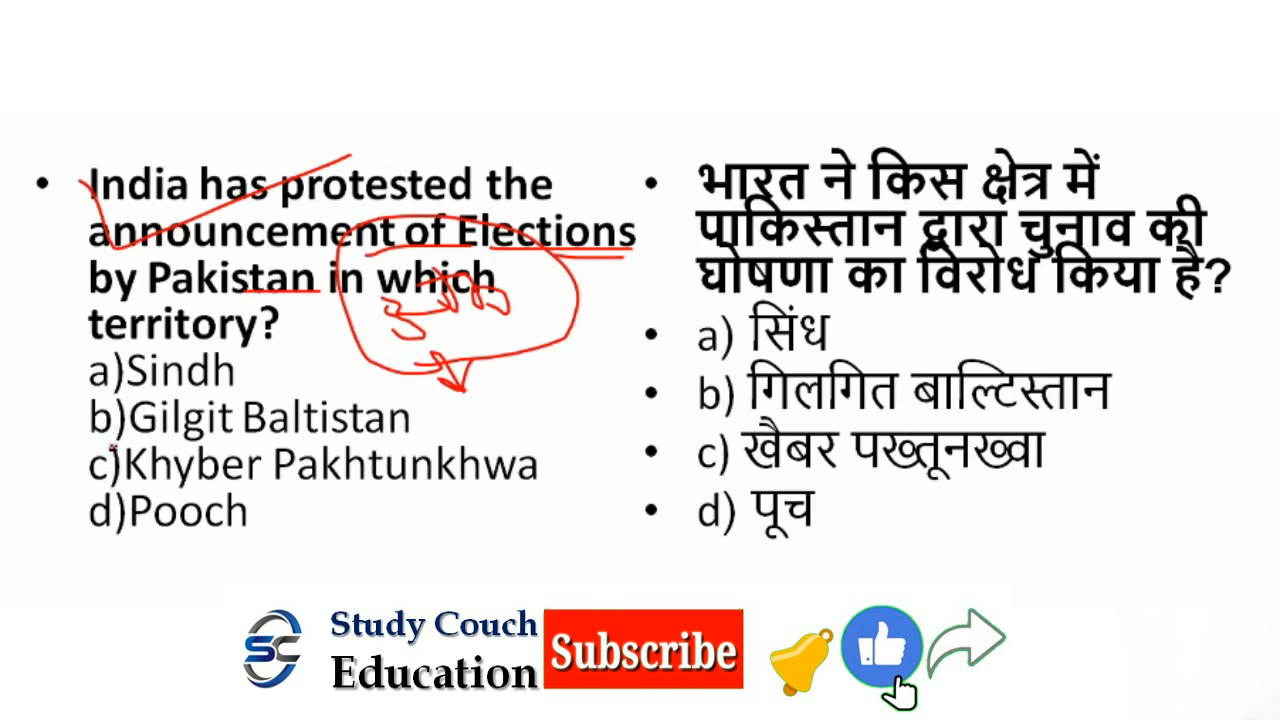 • India has protested the
announcement of Elections
by Pakistan in which
territory?
a)Sindh
b)Gilgit Baltistan
c)Khyber Pakhtunkhwa
d)Pooch
• भारत ने किस क्षेत्र में
पाकिस्तान द्वारा चुनाव की
घोषणा का विरोध किया है?
• a) सिंध
• b) गिलगित बाल्टिस्तान
• c) खैबर पख्तूनख्वा
• d) पूच
SC
Study Couch
Education
Subscribe